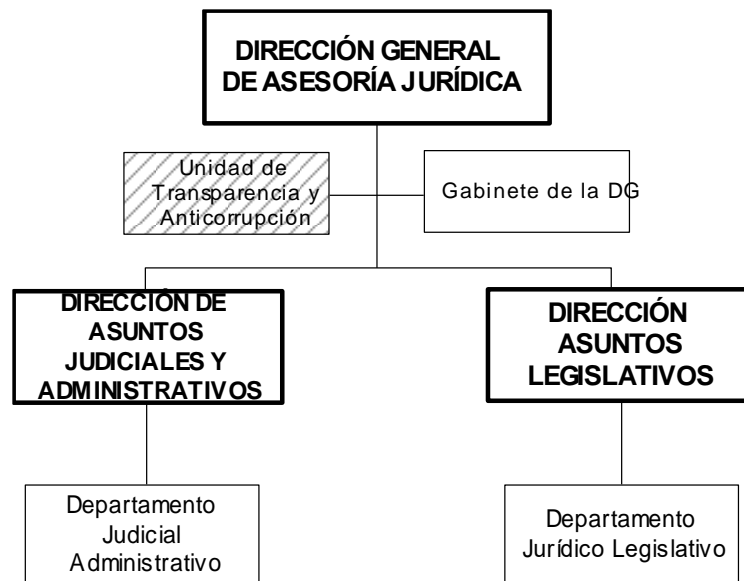 DIRECCIÓN GENERAL
DE ASESORÍA JURÍDICA
Unidad de
Transparencia y
Anticorrupción
Gabinete de la DG
DIRECCIÓN DE
ASUNTOS
JUDICIALES Y
ADMINISTRATIVOS
DIRECCIÓN
ASUNTOS
LEGISLATIVOS
Departamento
Judicial
Administrativo
Departamento
Jurídico Legislativo